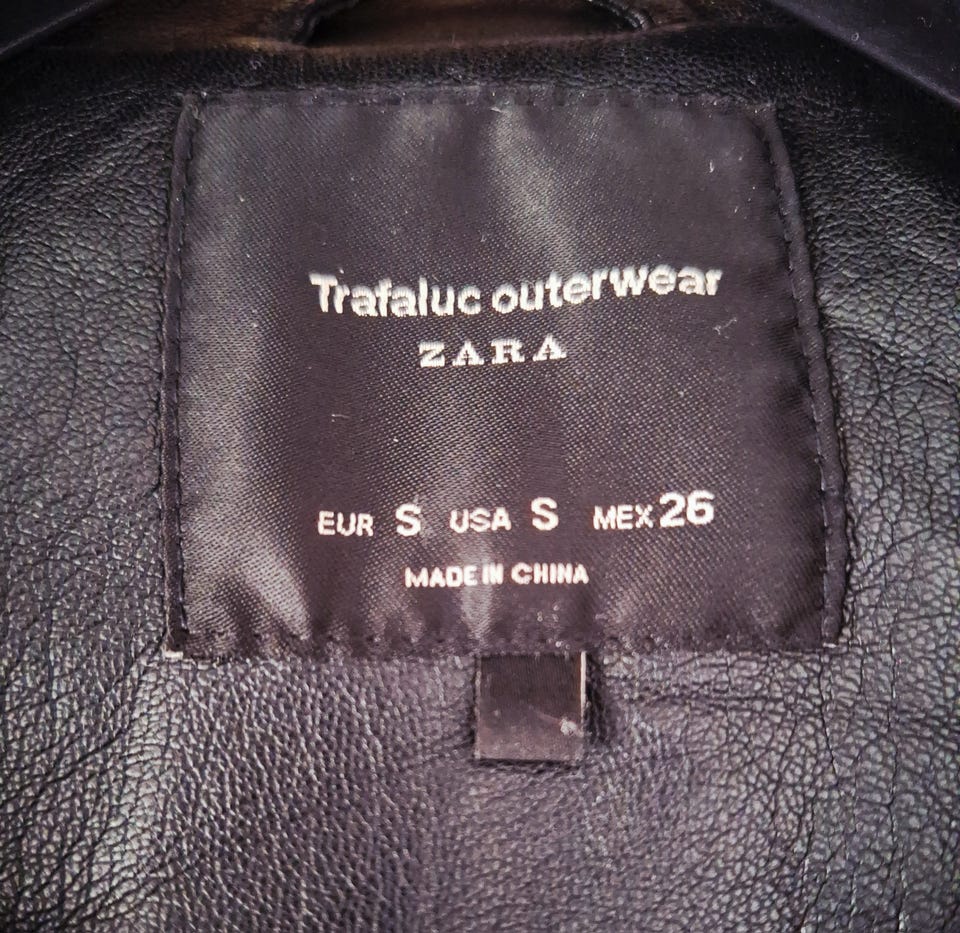 Trafaluc outerwear
ZARA
EUR S USA S MEX 26
MADE IN CHINA